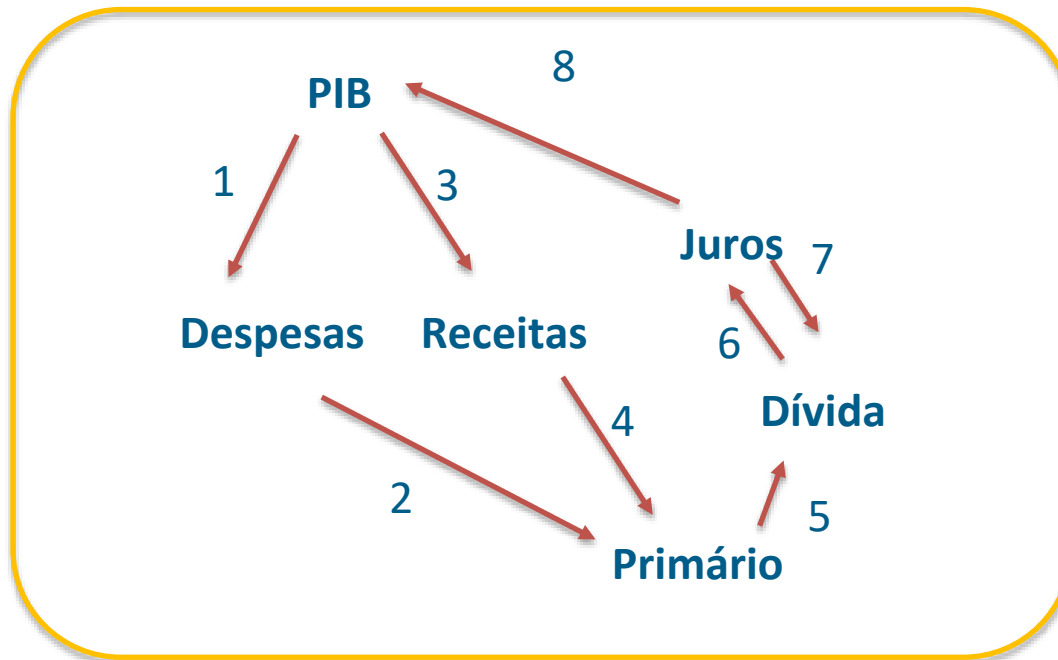 8
PIB
1
3
Juros
7
Despesas
Receitas
6
Dívida
4
2
5
Primário